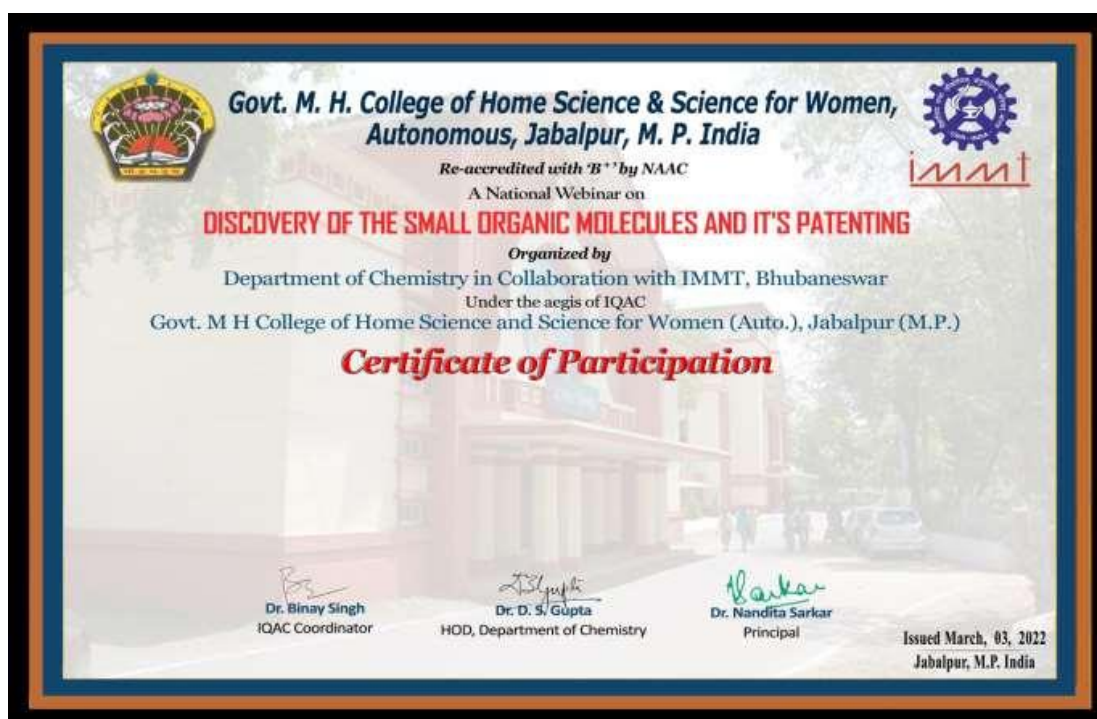 Govt. M. H. College of Home Science & Science for Women,
Autonomous, Jabalpur, M. P. India
Re-accredited with 'B+' by NAAC
A National Webinar on
DISCOVERY OF THE SMALL ORGANIC MOLECULES AND IT'S PATENTING
Organized by
Department of Chemistry in Collaboration with IMMT, Bhubaneswar
Under the aegis of IQAC
Govt. M H College of Home Science and Science for Women (Auto.), Jabalpur (M.P.)
Certificate of Participation
immt
Dr. Binay Singh
IQAC Coordinator
Dr. D. S. Gupta
HOD, Department of Chemistry
Dr. Nandita Sarkar
Principal
Issued March, 03, 2022
Jabalpur, M.P. India